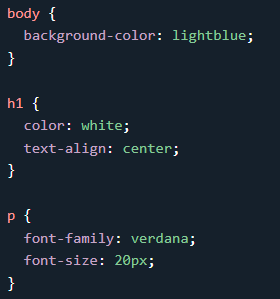 body {
  background-color: lightblue;
}

h1 {
  color: white;
  text-align: center;
}

p {
  font-family: verdana;
  font-size: 20px;
}